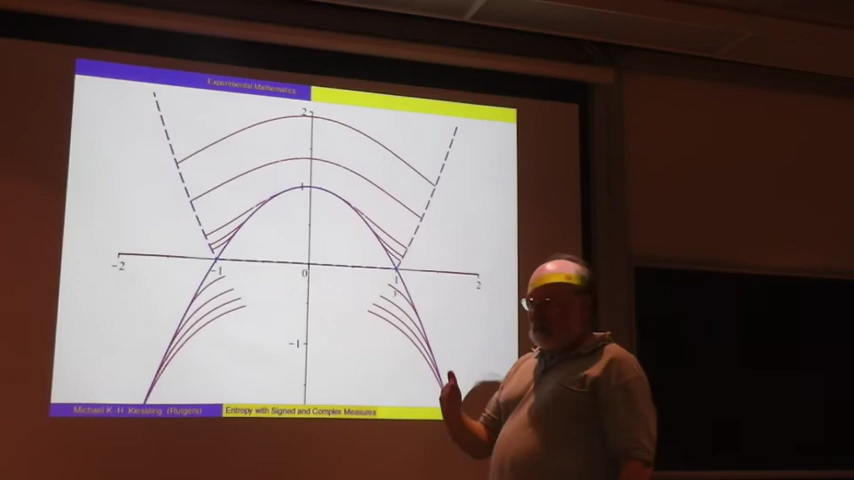 Experimental Mathematics
2
1
-2
-1
0
1
2
-1
Michael K.-H. Kiessling (Rutgers)
Entropy with Signed and Complex Measures